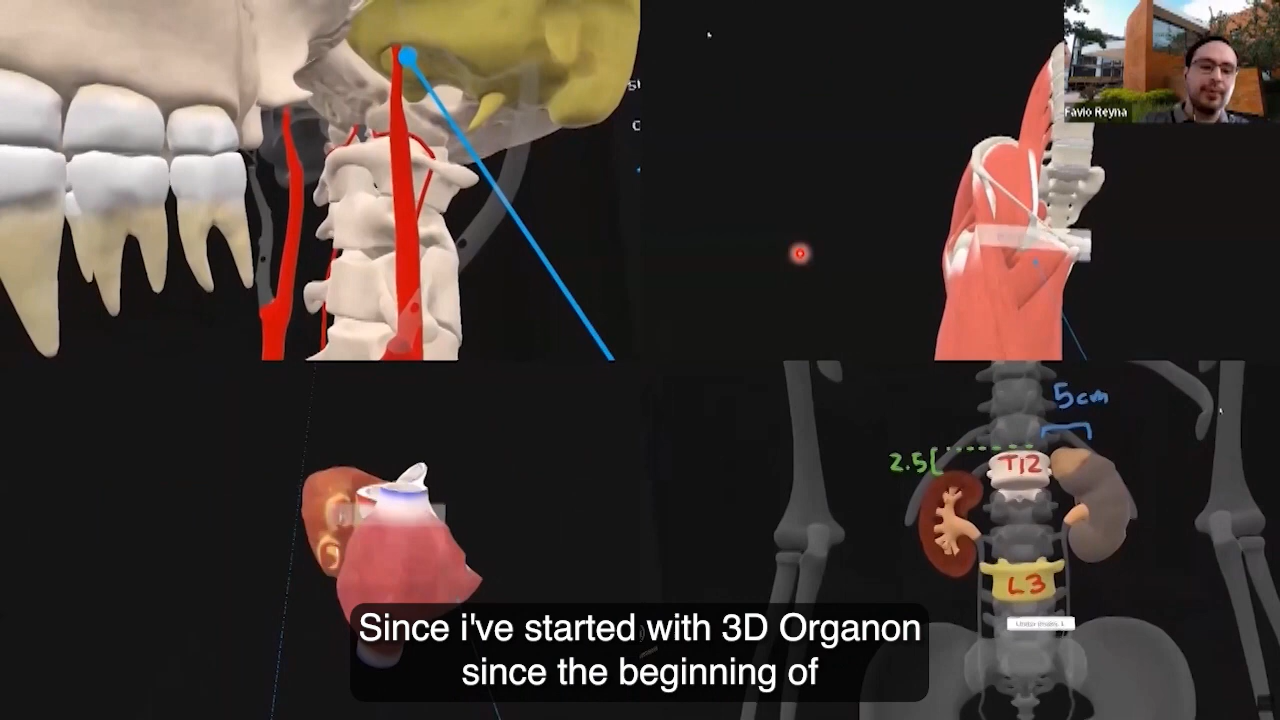 Favio Reyna
5cm
2.5
T12
L3
Since i've started with 3D Organon
since the beginning of